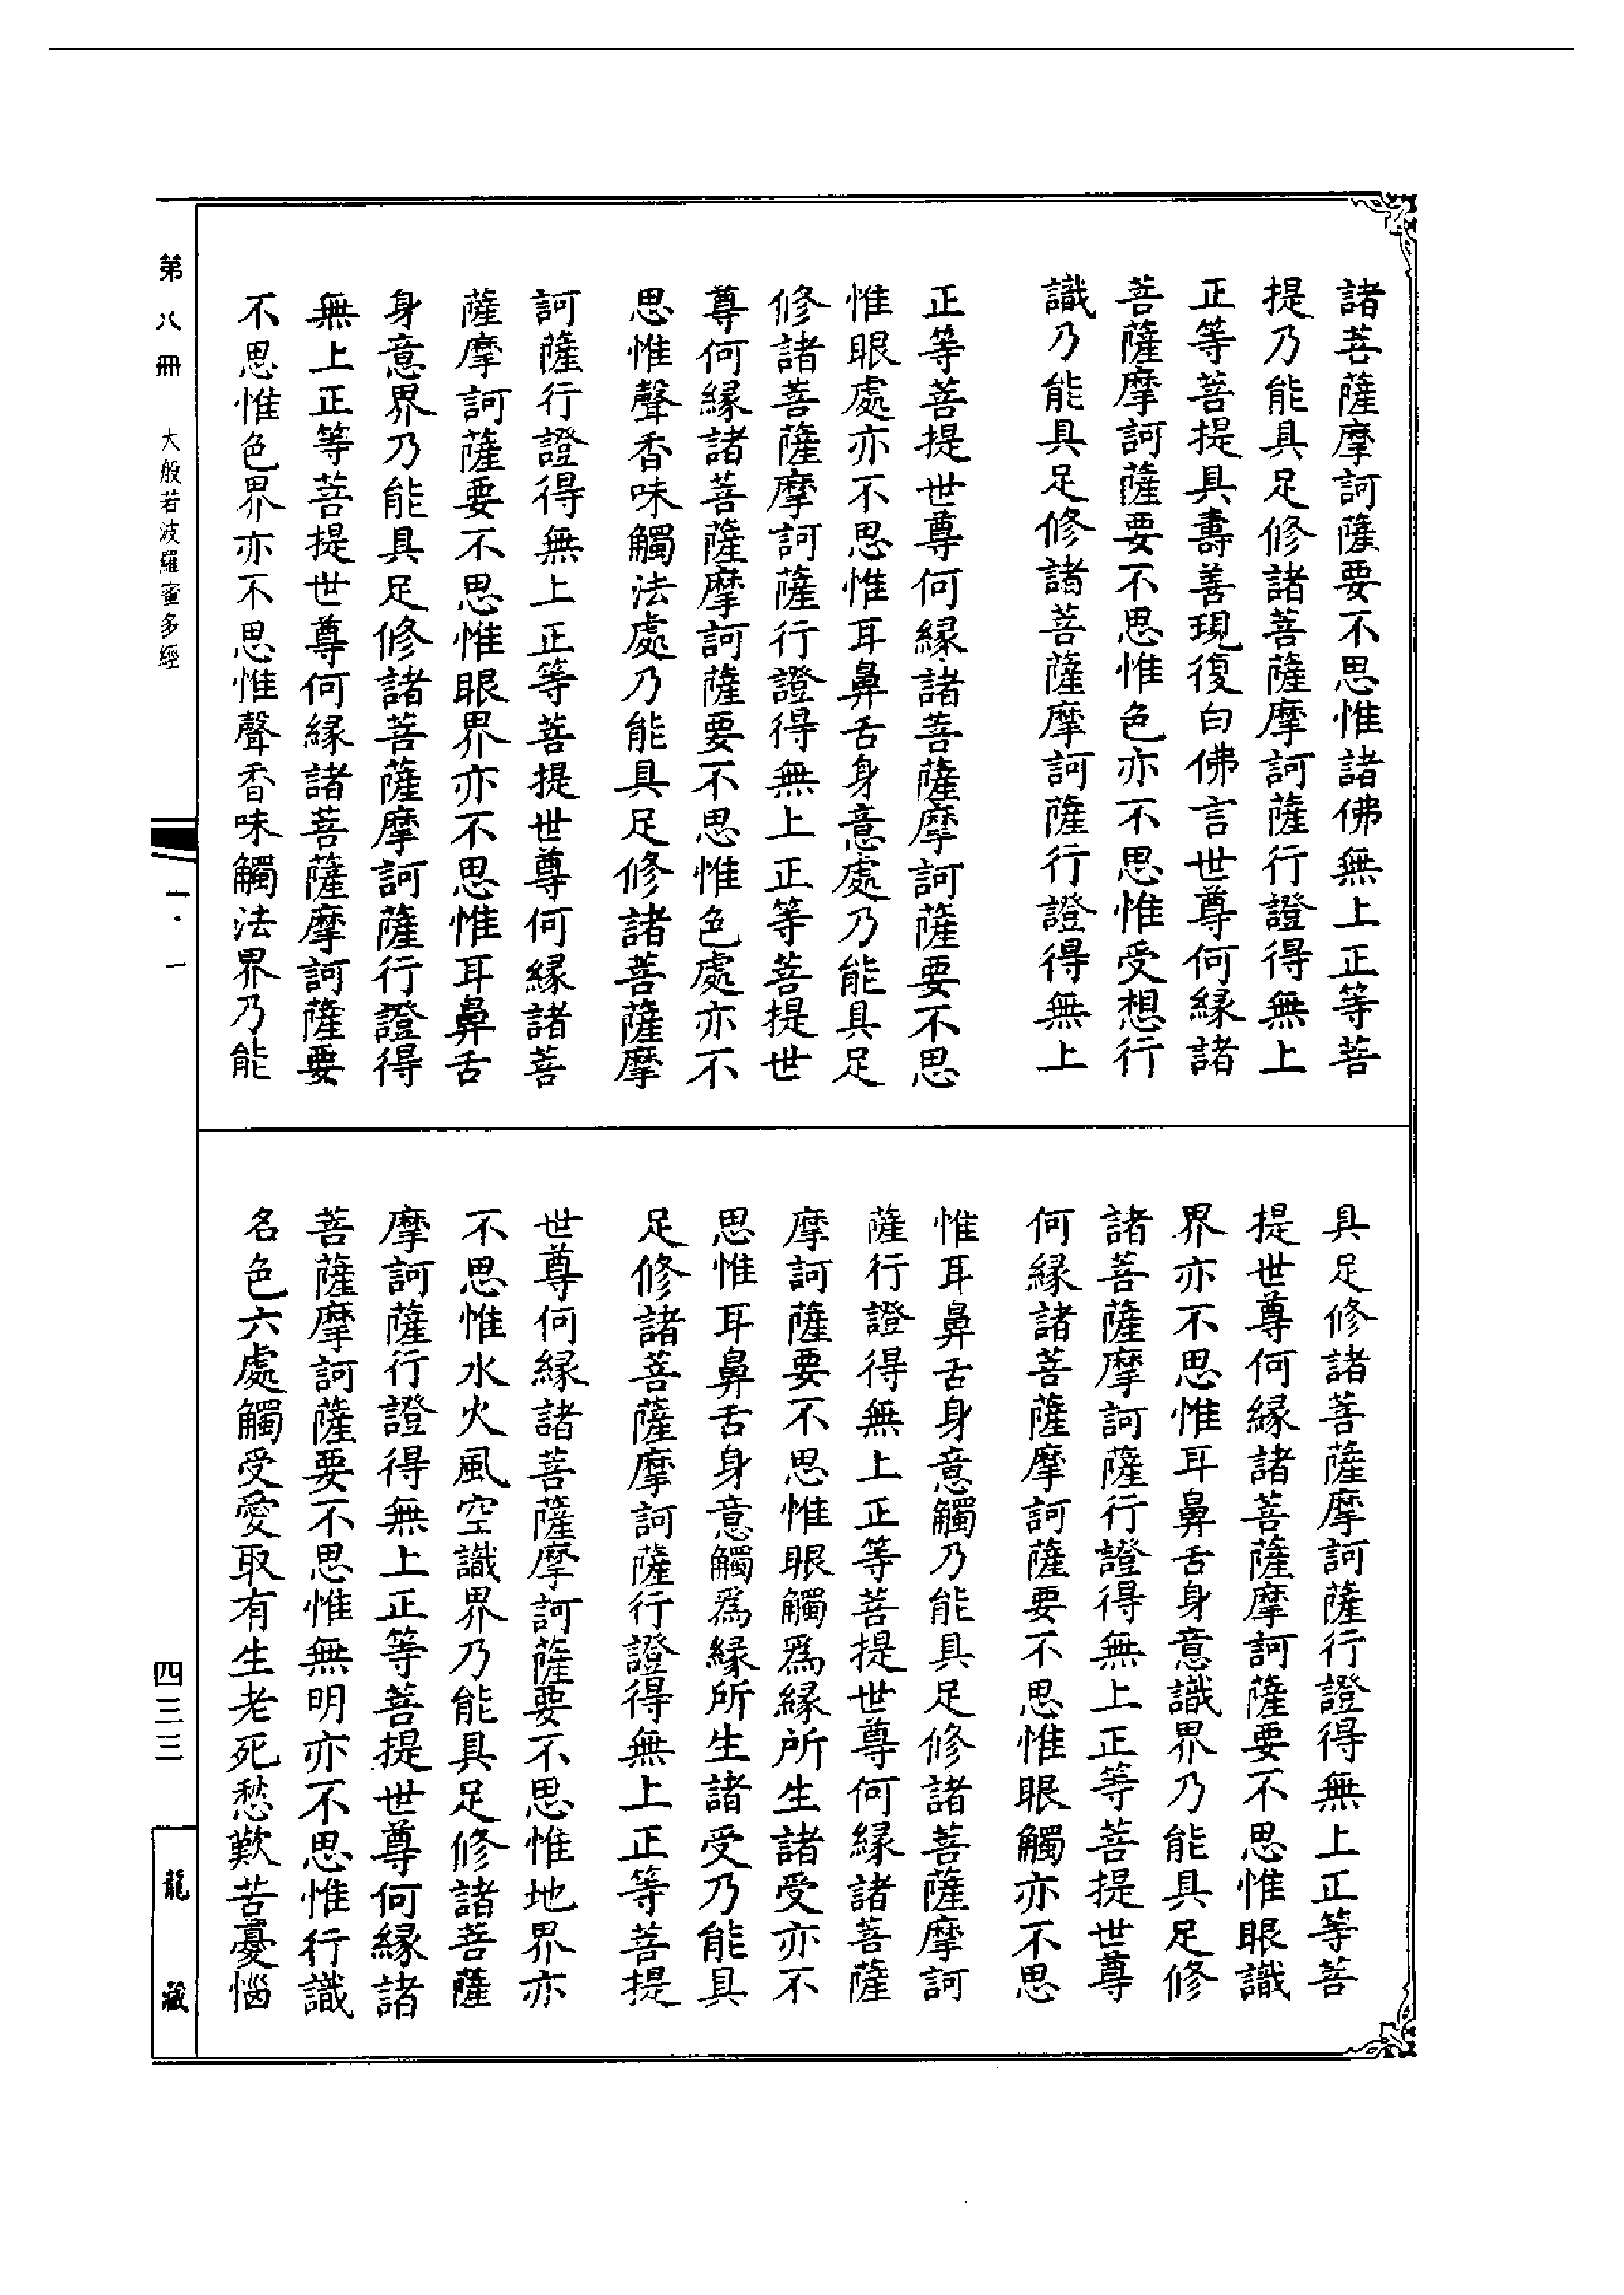 諸菩薩摩訶薩要不思惟諸佛無上正等菩
提乃能具足修諸菩薩摩訶薩行證得無上
正等菩提具壽善現復白佛言世尊何緣諸
菩薩摩訶薩要不思惟色亦不思惟受想行
識乃能具足修諸菩薩摩訶薩行證得無上
正等菩提世尊何緣諸菩薩摩訶薩要不思
惟眼處亦不思惟耳鼻舌身意處乃能具足
修諸菩薩摩訶薩行證得無上正等菩提世
尊何緣諸菩薩摩訶薩要不思惟色處亦不
思惟聲香味觸法處乃能具足修諸菩薩摩
訶薩行證得無上正等菩提世尊何緣諸菩
薩摩訶薩要不思惟眼界亦不思惟耳鼻舌
身意界乃能具足修諸菩薩摩訶薩行證得
無上正等菩提世尊何緣諸菩薩摩訶薩要
不思惟色界亦不思惟聲香味觸法界乃能
具足修諸菩薩摩訶薩行證得無上正等菩
提世尊何緣諸菩薩摩訶薩要不思惟眼識
界亦不思惟耳鼻舌身意識界乃能具足修
諸菩薩摩訶薩行證得無上正等菩提世尊
何緣諸菩薩摩訶薩要不思惟眼觸亦不思
惟耳鼻舌身意觸乃能具足修諸菩薩摩訶
薩行證得無上正等菩提世尊何緣諸菩薩
摩訶薩要不思惟眼觸爲緣所生諸受亦不
思惟耳鼻舌身意觸爲緣所生諸受乃能具
足修諸菩薩摩訶薩行證得無上正等菩提
世尊何緣諸菩薩摩訶薩要不思惟地界亦
不思惟水火風空識界乃能具足修諸菩薩
摩訶薩行證得無上正等菩提世尊何緣諸
菩薩摩訶薩要不思惟無明亦不思惟行識
名色六處觸受愛取有生老死愁歎苦憂惱
第八冊 大般若波羅蜜多經
一·一
四三三
龍藏